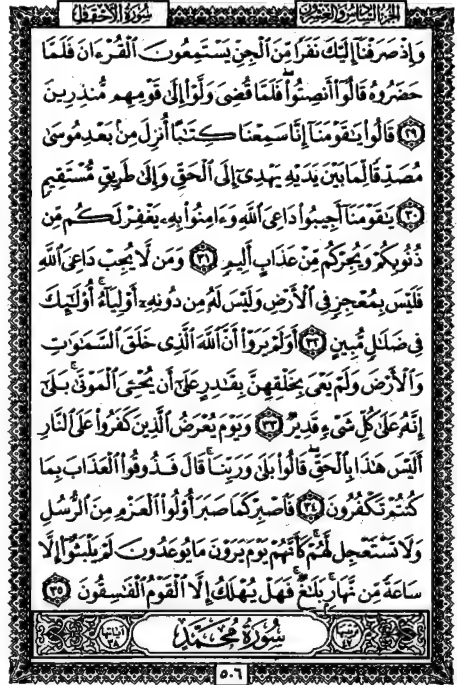 الجزء السادس والعشرون سورة الأحقاف
وَإِذْ صَرَفْنَآ إِلَيْكَ نَفَرًا مِّنَ ٱلْجِنِّ يَسْتَمِعُونَ ٱلْقُرْءَانَ فَلَمَّا
حَضَرُوهُ قَالُوٓا۟ أَنصِتُوا۟ۖ فَلَمَّا قُضِىَ وَلَّوْا۟ إِلَىٰ قَوْمِهِم مُّنذِرِينَ
﴿٢٩﴾ قَالُوا۟ يَٰقَوْمَنَآ إِنَّا سَمِعْنَا كِتَٰبًا أُنزِلَ مِنۢ بَعْدِ مُوسَىٰ
مُصَدِّقًا لِّمَا بَيْنَ يَدَيْهِ يَهْدِىٓ إِلَى ٱلْحَقِّ وَإِلَىٰ طَرِيقٍ مُّسْتَقِيمٍ
﴿٣٠﴾ يَٰقَوْمَنَآ أَجِيبُوا۟ دَاعِىَ ٱللَّهِ وَءَامِنُوا۟ بِهِۦ يَغْفِرْ لَكُم مِّن
ذُنُوبِكُمْ وَيُجِرْكُم مِّنْ عَذَابٍ أَلِيمٍ ﴿٣١﴾ وَمَن لَّا يُجِبْ دَاعِىَ ٱللَّهِ
فَلَيْسَ بِمُعْجِزٍ فِى ٱلْأَرْضِ وَلَيْسَ لَهُۥ مِن دُونِهِۦٓ أَوْلِيَآءُۚ أُو۟لَٰٓئِكَ
فِى ضَلَٰلٍ مُّبِينٍ ﴿٣٢﴾ أَوَلَمْ يَرَوْا۟ أَنَّ ٱللَّهَ ٱلَّذِى خَلَقَ ٱلسَّمَٰوَٰتِ
وَٱلْأَرْضَ وَلَمْ يَعْىَ بِخَلْقِهِنَّ بِقَٰدِرٍ عَلَىٰٓ أَن يُحْـِۧىَ ٱلْمَوْتَىٰۚ بَلَىٰٓ
إِنَّهُۥ عَلَىٰ كُلِّ شَىْءٍ قَدِيرٌ ﴿٣٣﴾ وَيَوْمَ يُعْرَضُ ٱلَّذِينَ كَفَرُوا۟ عَلَى ٱلنَّارِ
أَلَيْسَ هَٰذَا بِٱلْحَقِّۖ قَالُوا۟ بَلَىٰ وَرَبِّنَاۚ قَالَ فَذُوقُوا۟ ٱلْعَذَابَ بِمَا
كُنتُمْ تَكْفُرُونَ ﴿٣٤﴾ فَٱصْبِرْ كَمَا صَبَرَ أُو۟لُوا۟ ٱلْعَزْمِ مِنَ ٱلرُّسُلِ
وَلَا تَسْتَعْجِل لَّهُمْۚ كَأَنَّهُمْ يَوْمَ يَرَوْنَ مَا يُوعَدُونَ لَمْ يَلْبَثُوٓا۟ إِلَّا
سَاعَةً مِّن نَّهَارٍۭۚ بَلَٰغٌۚ فَهَلْ يُهْلَكُ إِلَّا ٱلْقَوْمُ ٱلْفَٰسِقُونَ ﴿٣٥﴾
ترتيبها ٤٧ سُورَةُ مُحَمَّدٍ آياتها ٣٨
٥٠٦